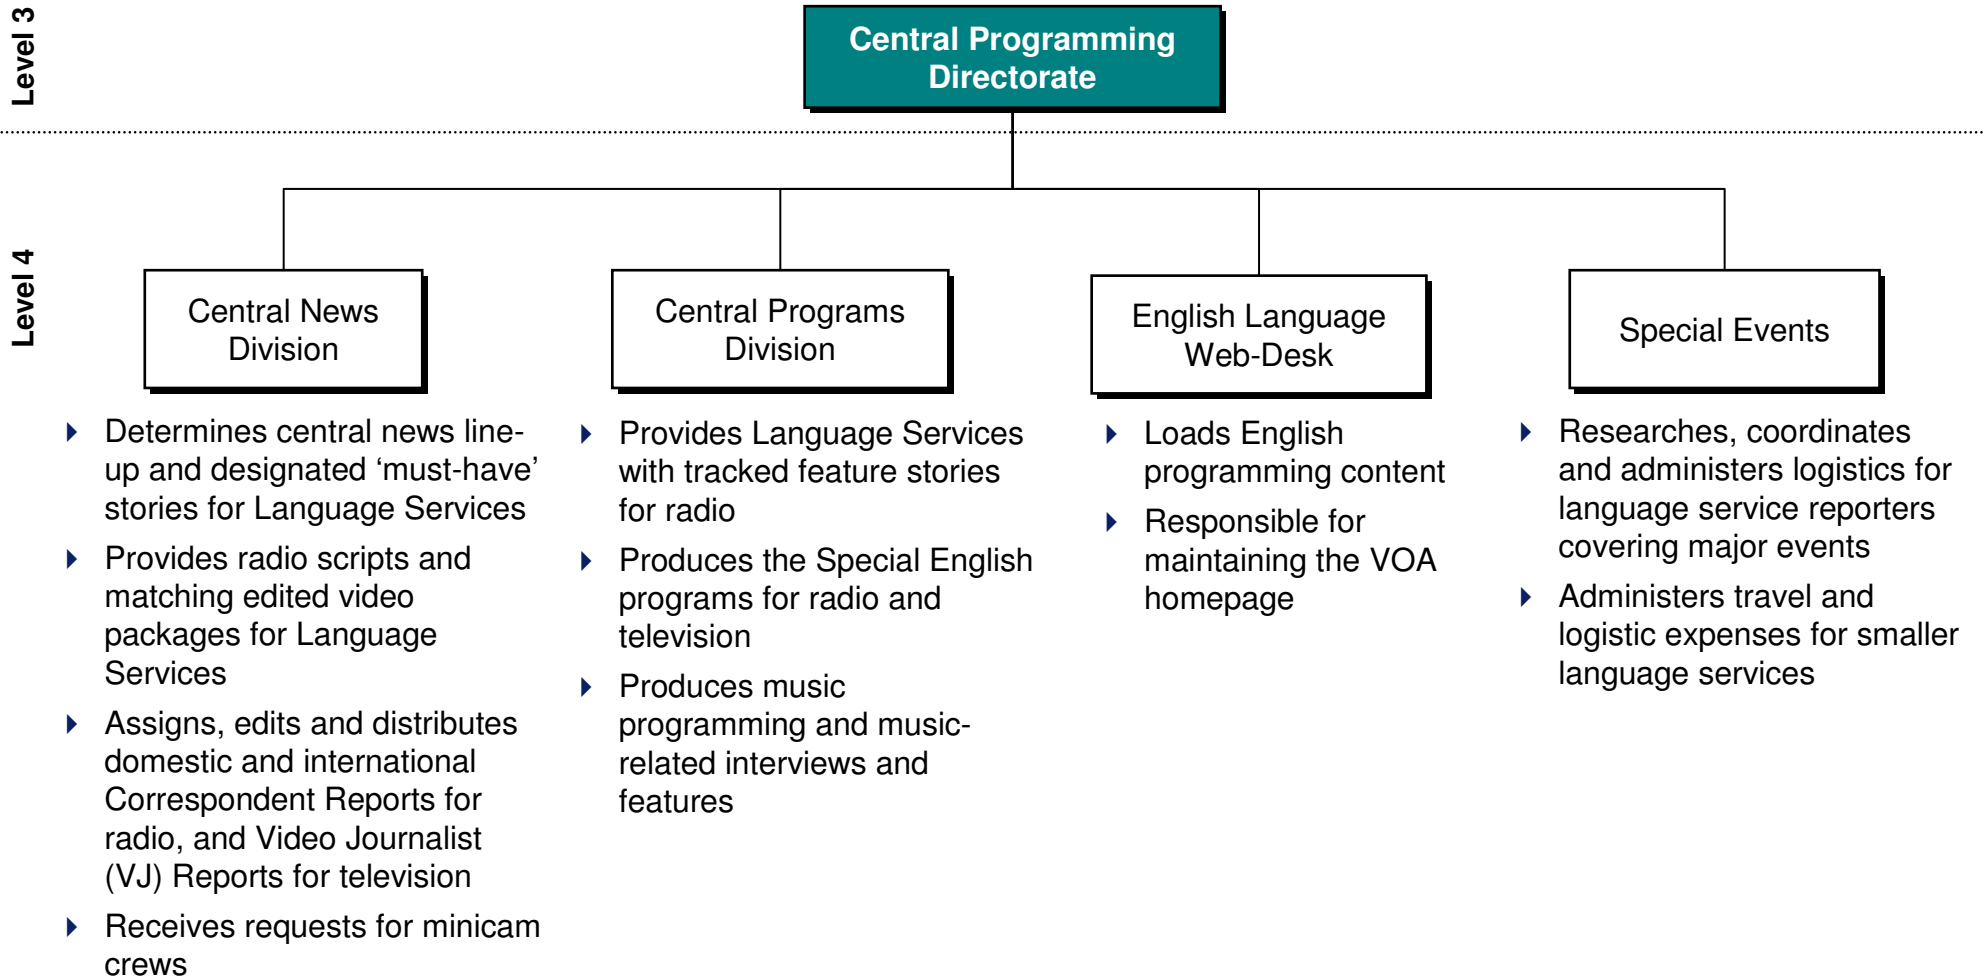 Level 3
Central Programming
Directorate
Level 4
Central News
Division
Determines central news line-
up and designated ‘must-have’
stories for Language Services
Provides radio scripts and
matching edited video
packages for Language
Services
Assigns, edits and distributes
domestic and international
Correspondent Reports for
radio, and Video Journalist
(VJ) Reports for television
Receives requests for minicam
crews
Central Programs
Division
Provides Language Services
with tracked feature stories
for radio
Produces the Special English
programs for radio and
television
Produces music
programming and music-
related interviews and
features
English Language
Web-Desk
Loads English
programming content
Responsible for
maintaining the VOA
homepage
Special Events
Researches, coordinates
and administers logistics for
language service reporters
covering major events
Administers travel and
logistic expenses for smaller
language services